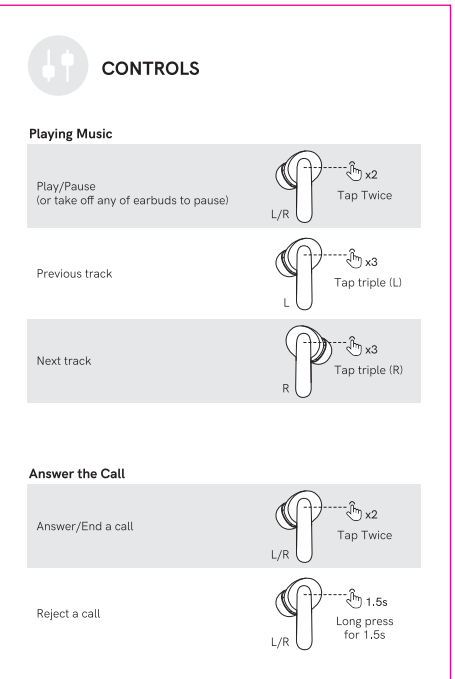 CONTROLS
Playing Music
Play/Pause
(or take off any of earbuds to pause)
L/R
x2
Tap Twice
Previous track
L
x3
Tap triple (L)
Next track
R
x3
Tap triple (R)
Answer the Call
Answer/End a call
L/R
x2
Tap Twice
Reject a call
L/R
1.5s
Long press
for 1.5s